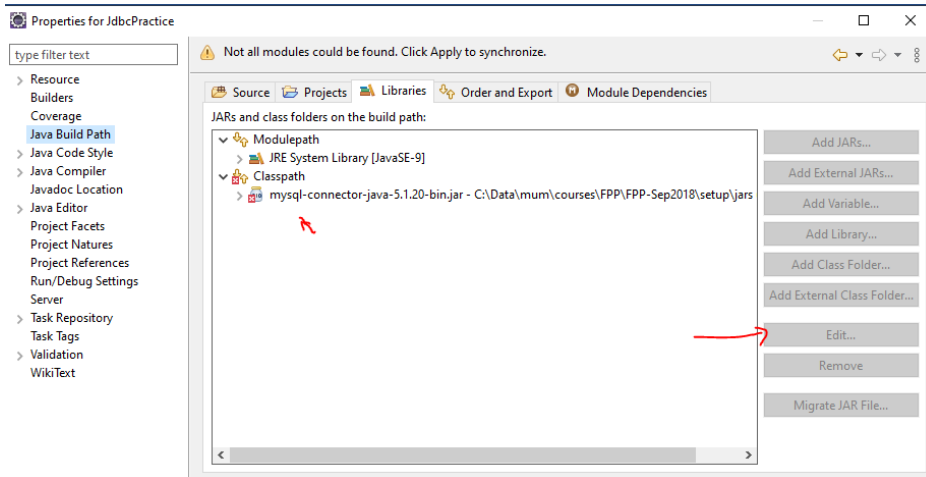 Properties for JdbcPractice
type filter text
Resource
Builders
Coverage
Java Build Path
Java Code Style
Java Compiler
Javadoc Location
Java Editor
Project Facets
Project Natures
Project References
Run/Debug Settings
Server
Task Repository
Task Tags
Validation
WikiText
Not all modules could be found. Click Apply to synchronize.
Source Projects Libraries Order and Export Module Dependencies
JARs and class folders on the build path:
Modulepath
JRE System Library [JavaSE-9]
Classpath
mysql-connector-java-5.1.20-bin.jar - C:\Data\mum\courses\FPP\FPP-Sep2018\setup\jars
Add JARs...
Add External JARs...
Add Variable...
Add Library...
Add Class Folder...
Add External Class Folder...
Edit...
Remove
Migrate JAR File...